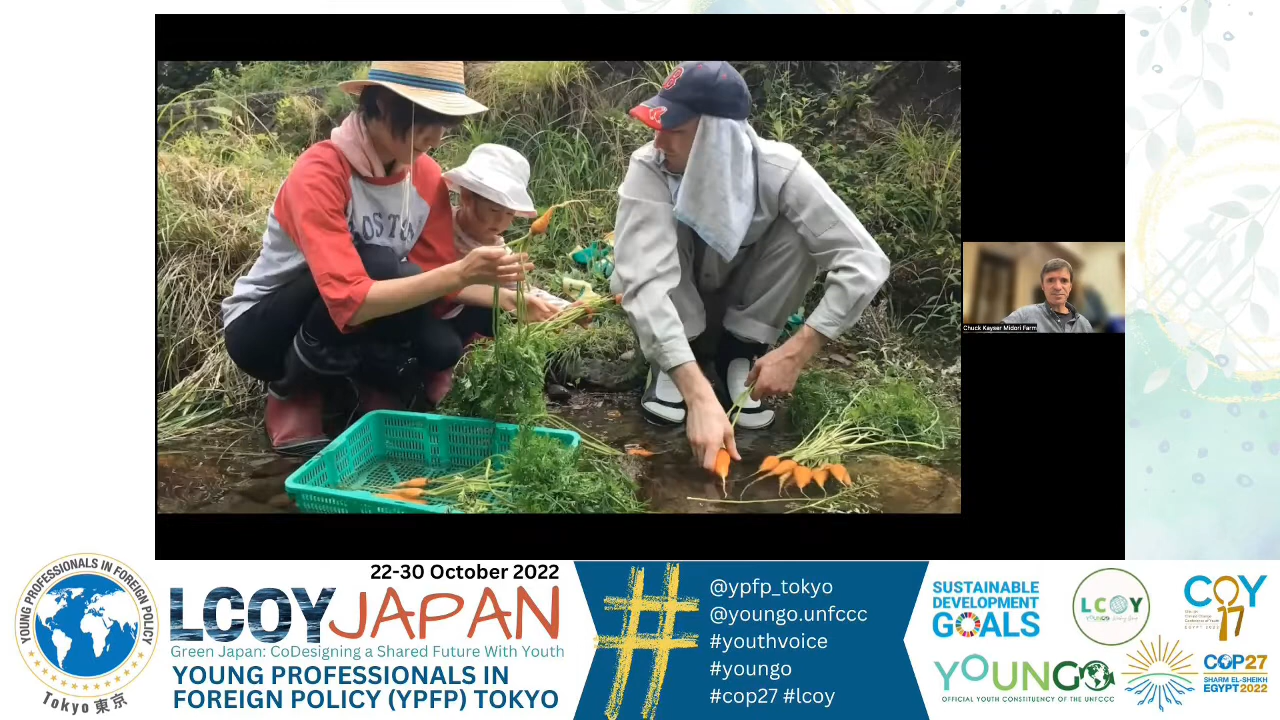 B
OSTO
Chuck Kayser Midori Farm
22-30 October 2022
LCOY JAPAN
Green Japan: CoDesigning a Shared Future With Youth
YOUNG PROFESSIONALS IN
FOREIGN POLICY (YPFP) TOKYO
YOUNG PROFESSIONALS IN FOREIGN POLICY
Tokyo 東京
#
@ypfp_tokyo
@youngo.unfccc
#youthvoice
#youngo
#cop27 #lcoy
SUSTAINABLE
DEVELOPMENT
GOALS
LCOY
COY
17
EGYPT 2022
YOUNGO
OFFICIAL YOUTH CONSTITUENCY OF THE UNFCCC
COP27
SHARM EL-SHEIKH
EGYPT2022